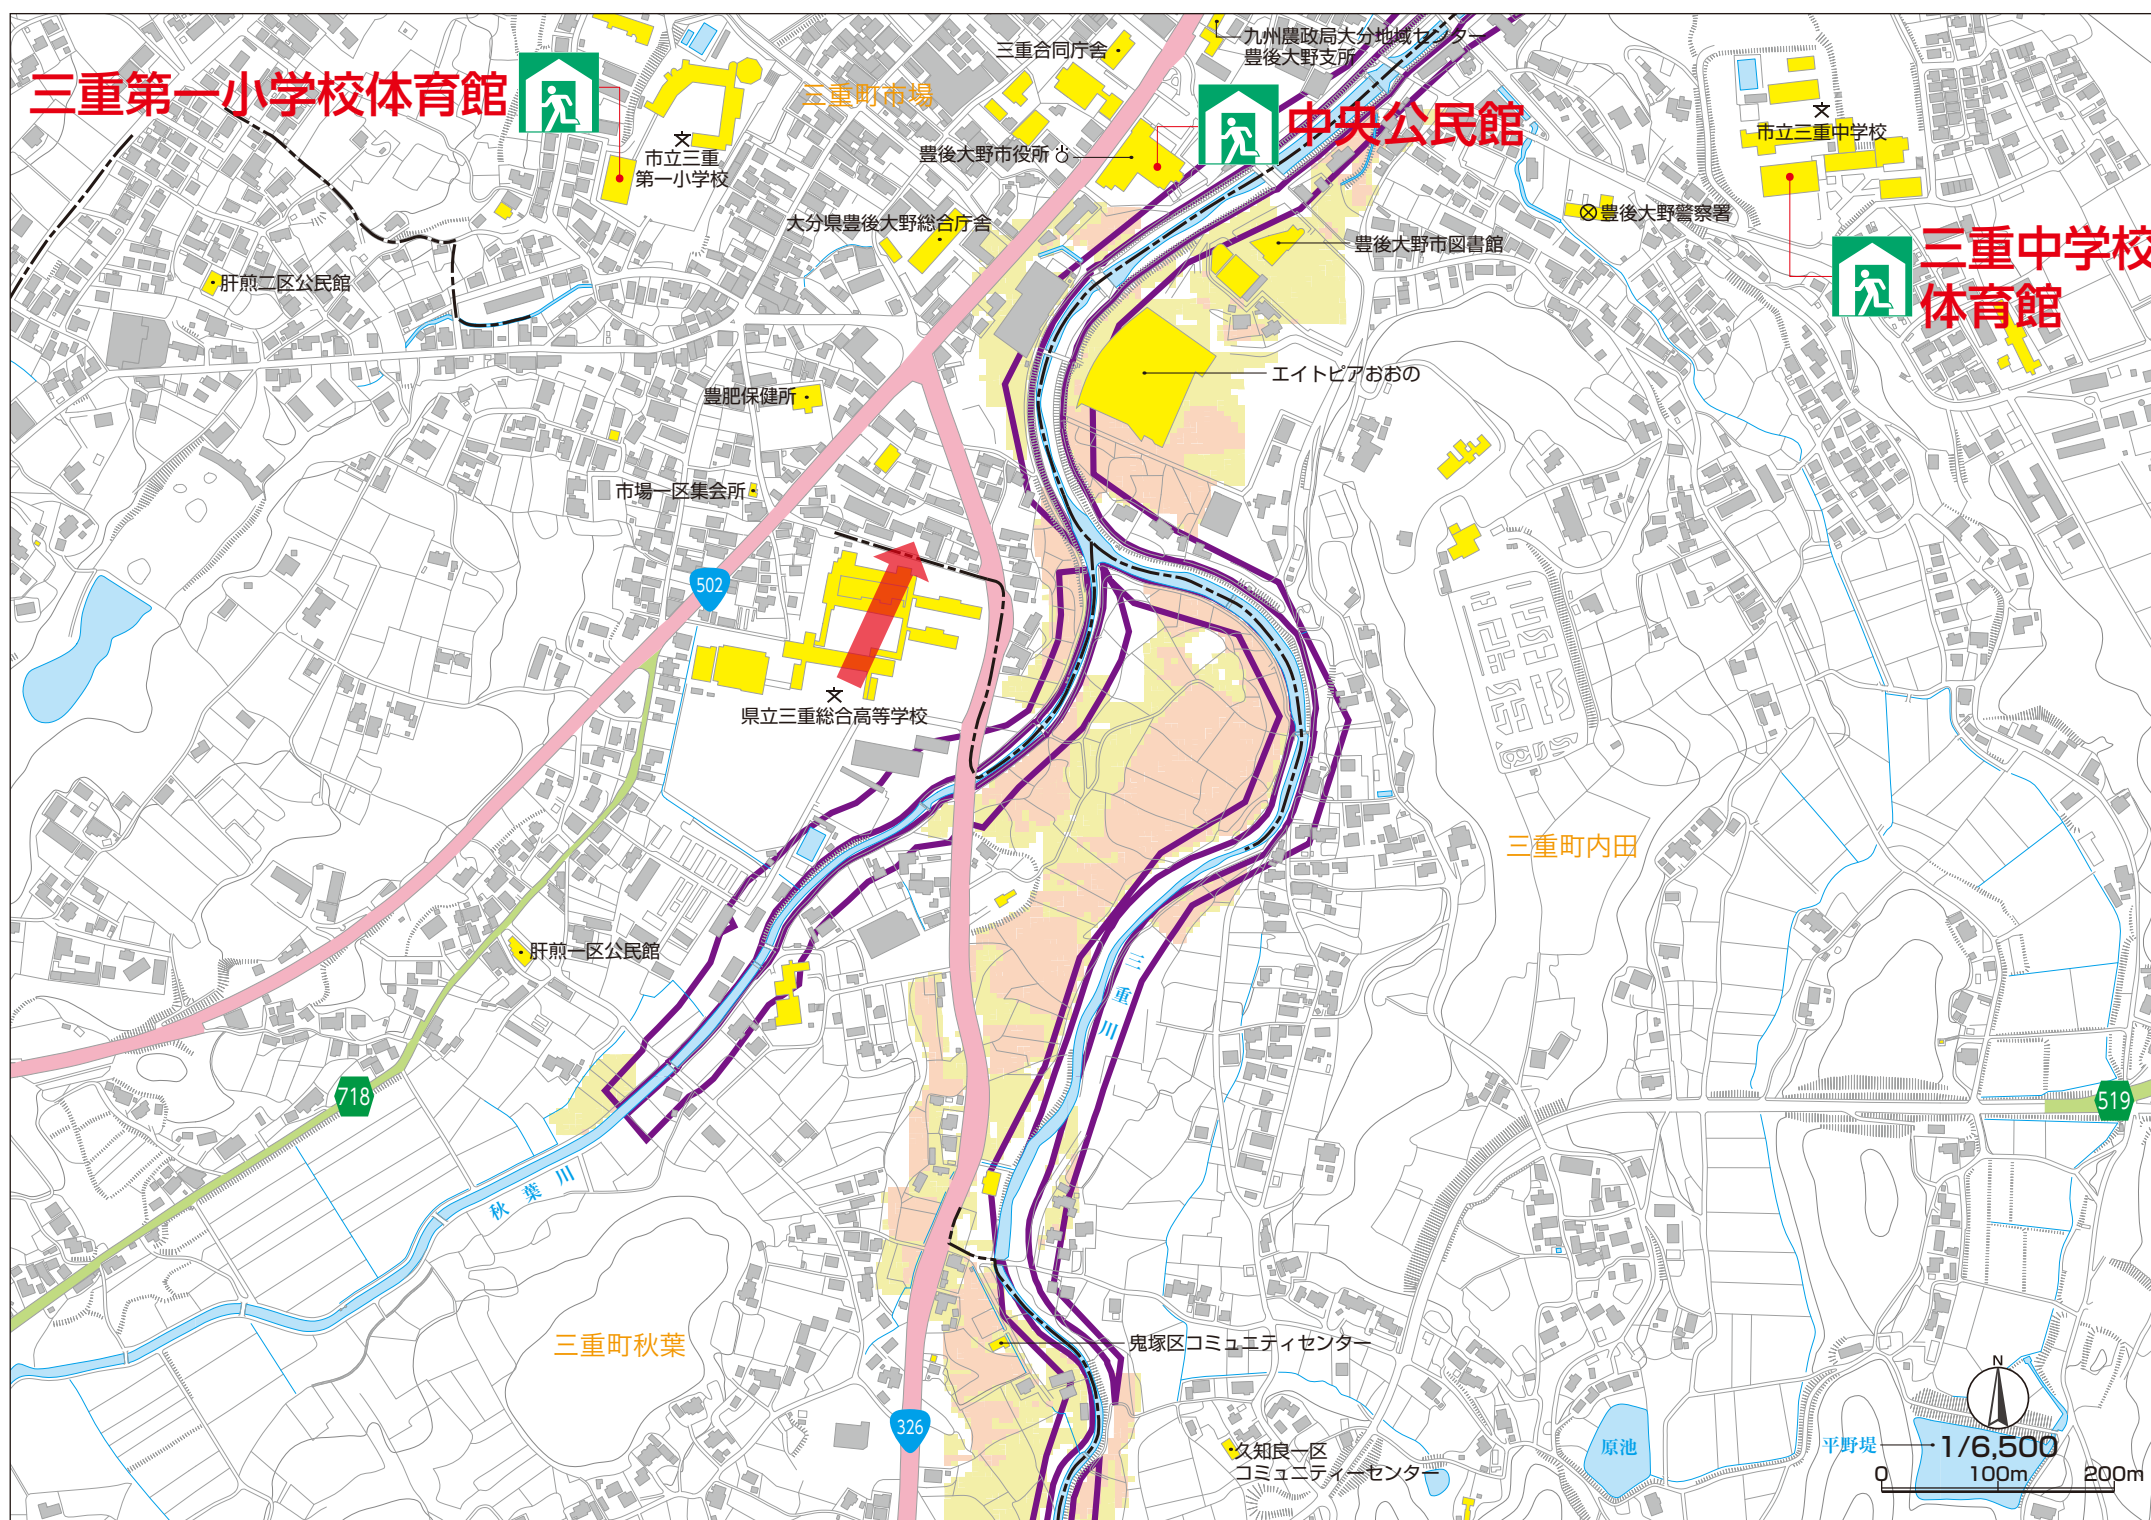 九州農政局大分地域センター
豊後大野支所
三重合同庁舎
三重第一小学校体育館
三重町市場
中央公民館
市立三重中学校
豊後大野市役所
市立三重
第一小学校
豊後大野警察署
大分県豊後大野総合庁舎
豊後大野市図書館
三重中学校
体育館
肝煎二区公民館
エイトピアおおの
豊肥保健所
市場一区集会所
502
県立三重総合高等学校
三重町内田
肝煎一区公民館
三重川
718
519
秋葉川
三重町秋葉
鬼塚区コミュニティセンター
326
久知良一区
コミュニティーセンター
原池
平野堤
N
1/6,500
0 100m 200m